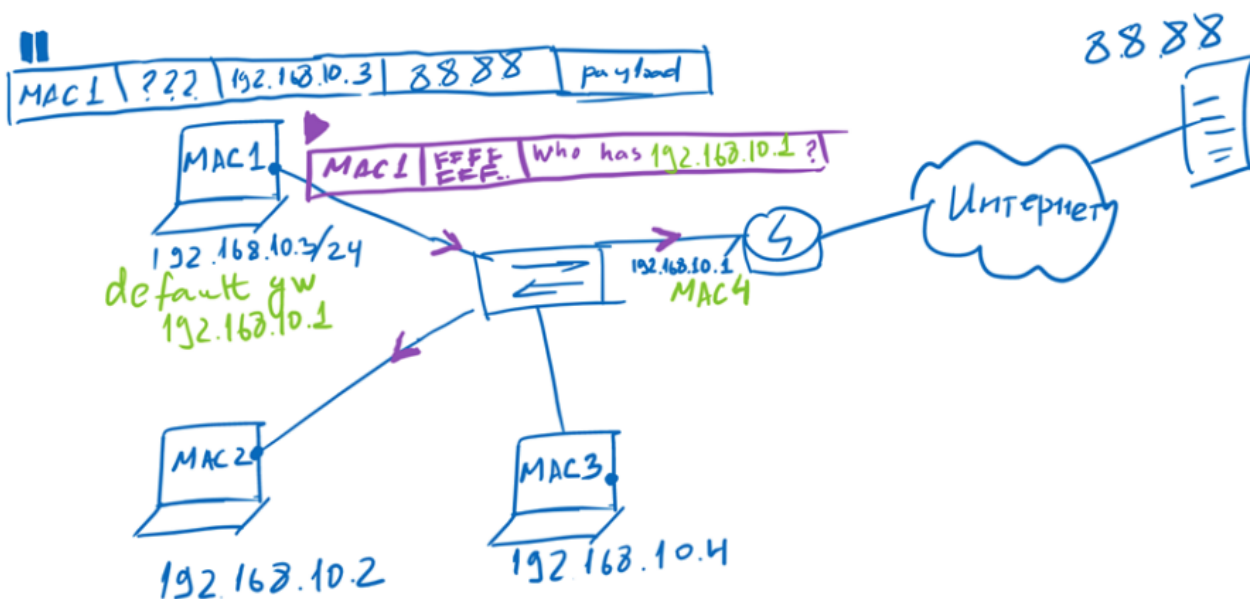 8.8.8.8
MAC1 ??? 192.168.10.3 8.8.8.8 payload
MAC1
MAC1 FFFF Who has 192.168.10.1 ?
FFF..
192.168.10.3/24
default gw
192.168.10.1
192.168.10.1
MAC4
Интернет
MAC2
MAC3
192.168.10.2
192.168.10.4